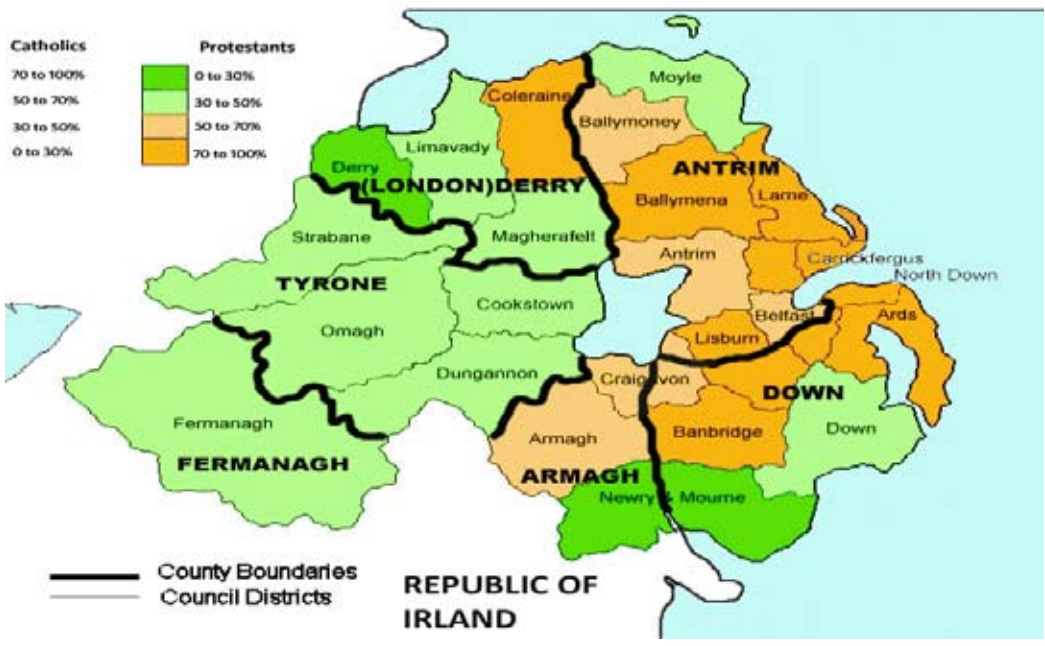 Catholics Protestants
70 to 100% 0 to 30%
50 to 70% 30 to 50%
30 to 50% 50 to 70%
0 to 30% 70 to 100%
Moyle
Coleraine
Ballymoney
Limavady
Derry
ANTRIM
(LONDON)DERRY
Ballymena
Larne
Strabane
Magherafelt
Antrim
Carrickfergus
North Down
TYRONE
Cookstown
Belfast
Ards
Omagh
Lisburn
Dungannon
Craigavon
DOWN
Fermanagh
Armagh
Banbridge
Down
FERMANAGH
ARMAGH
Newry & Mourne
County Boundaries
Council Districts
REPUBLIC OF
IRLAND